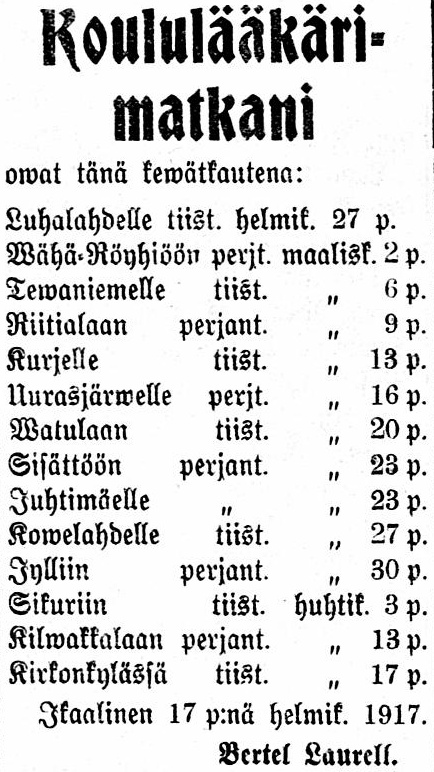 Koululääkäri-
matkani
owat tänä kewätkautena:
Luhalahdelle tiist. helmik. 27 p.
Wähä-Röyhiöön perjt. maalisk. 2 p.
Tewaniemelle tiist. „ 6 p.
Riitialaan perjant. „ 9 p.
Kurjelle tiist. „ 13 p.
Uurasjärwelle perjt. „ 16 p.
Watulaan tiist. „ 20 p.
Sisättöön perjant. „ 23 p.
Juhtimäelle „ „ 23 p.
Kowelahdelle tiist. „ 27 p.
Jylliin perjant. „ 30 p.
Sikuriin tiist. huhtik. 3 p.
Kilwakkalaan perjant. „ 13 p.
Kirkonkylässä tiist. „ 17 p.
Ikaalinen 17 p:nä helmik. 1917.
Bertel Laurell.